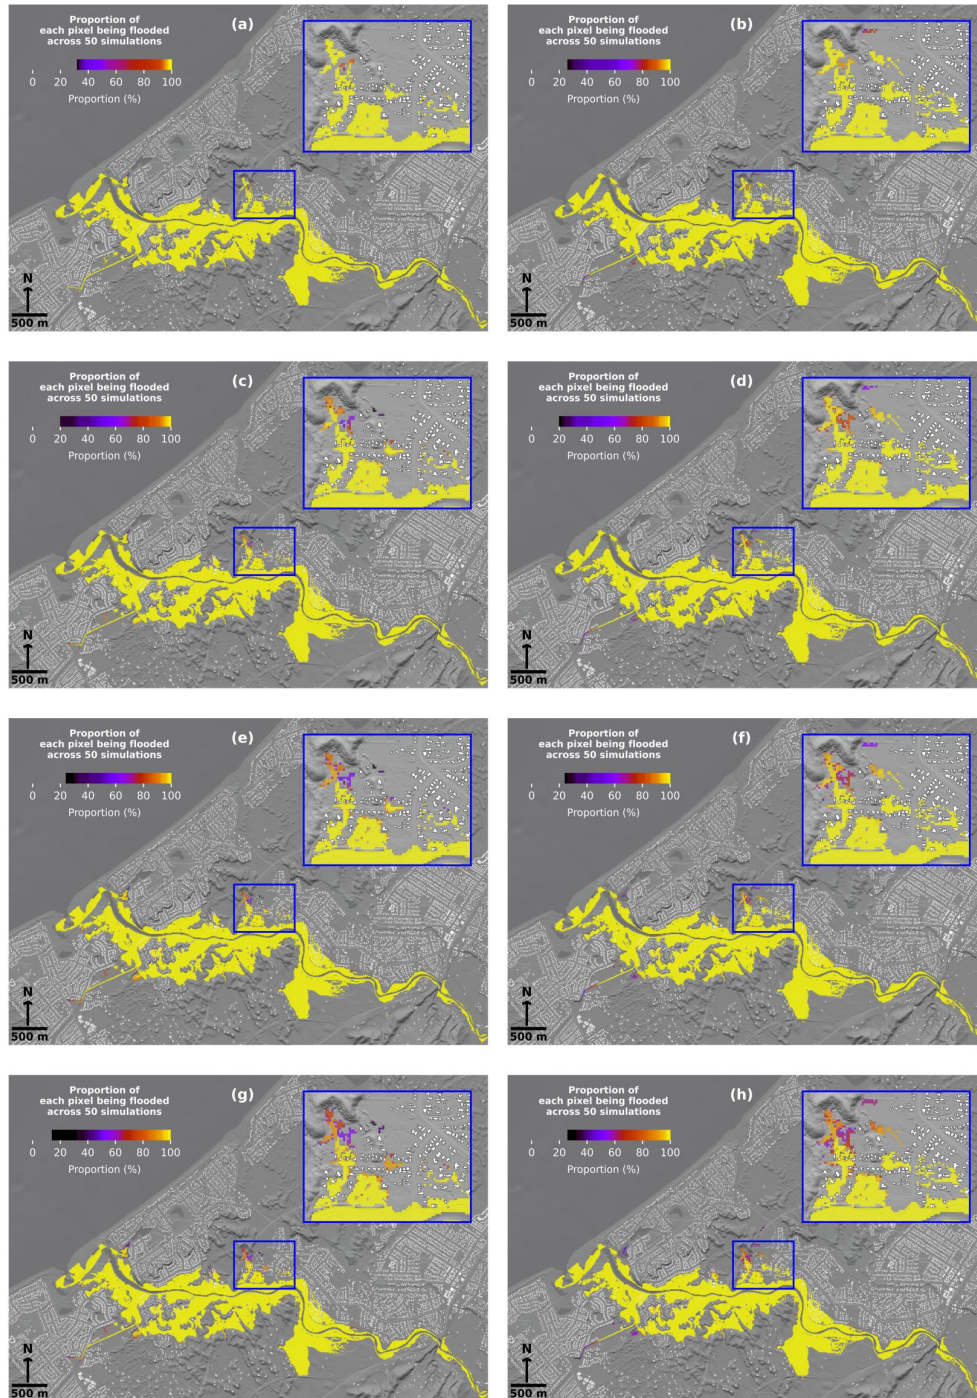 Proportion of
each pixel being flooded
across 50 simulations
(a)
0 20 40 60 80 100
Proportion (%)
N
500 m
Proportion of
each pixel being flooded
across 50 simulations
(b)
0 20 40 60 80 100
Proportion (%)
N
500 m
Proportion of
each pixel being flooded
across 50 simulations
(c)
0 20 40 60 80 100
Proportion (%)
N
500 m
Proportion of
each pixel being flooded
across 50 simulations
(d)
0 20 40 60 80 100
Proportion (%)
N
500 m
Proportion of
each pixel being flooded
across 50 simulations
(e)
0 20 40 60 80 100
Proportion (%)
N
500 m
Proportion of
each pixel being flooded
across 50 simulations
(f)
0 20 40 60 80 100
Proportion (%)
N
500 m
Proportion of
each pixel being flooded
across 50 simulations
(g)
0 20 40 60 80 100
Proportion (%)
N
500 m
Proportion of
each pixel being flooded
across 50 simulations
(h)
0 20 40 60 80 100
Proportion (%)
N
500 m